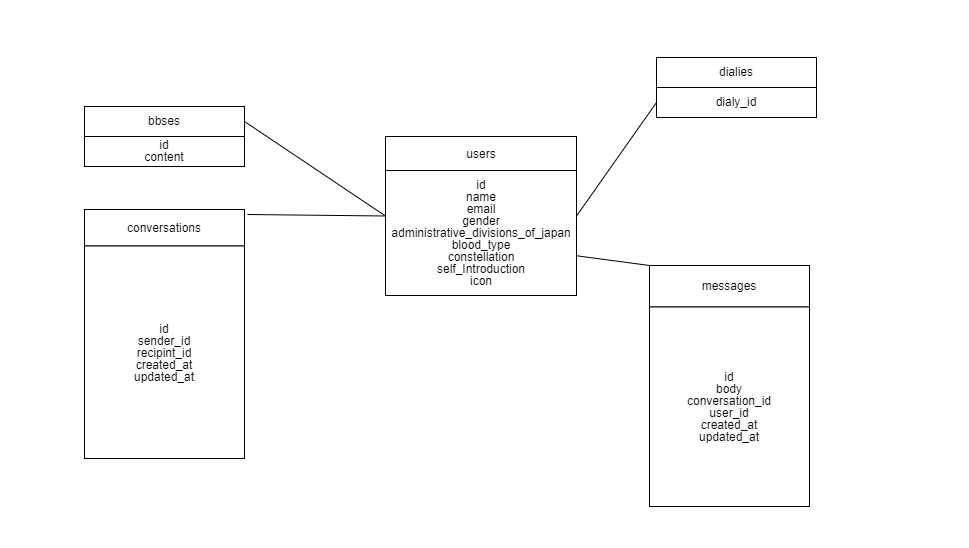 bbses
id
content
conversations
id
sender_id
recipint_id
created_at
updated_at
users
id
name
email
gender
administrative_divisions_of_japan
blood_type
constellation
self_Introduction
icon
dialies
dialy_id
messages
id
body
conversation_id
user_id
created_at
updated_at